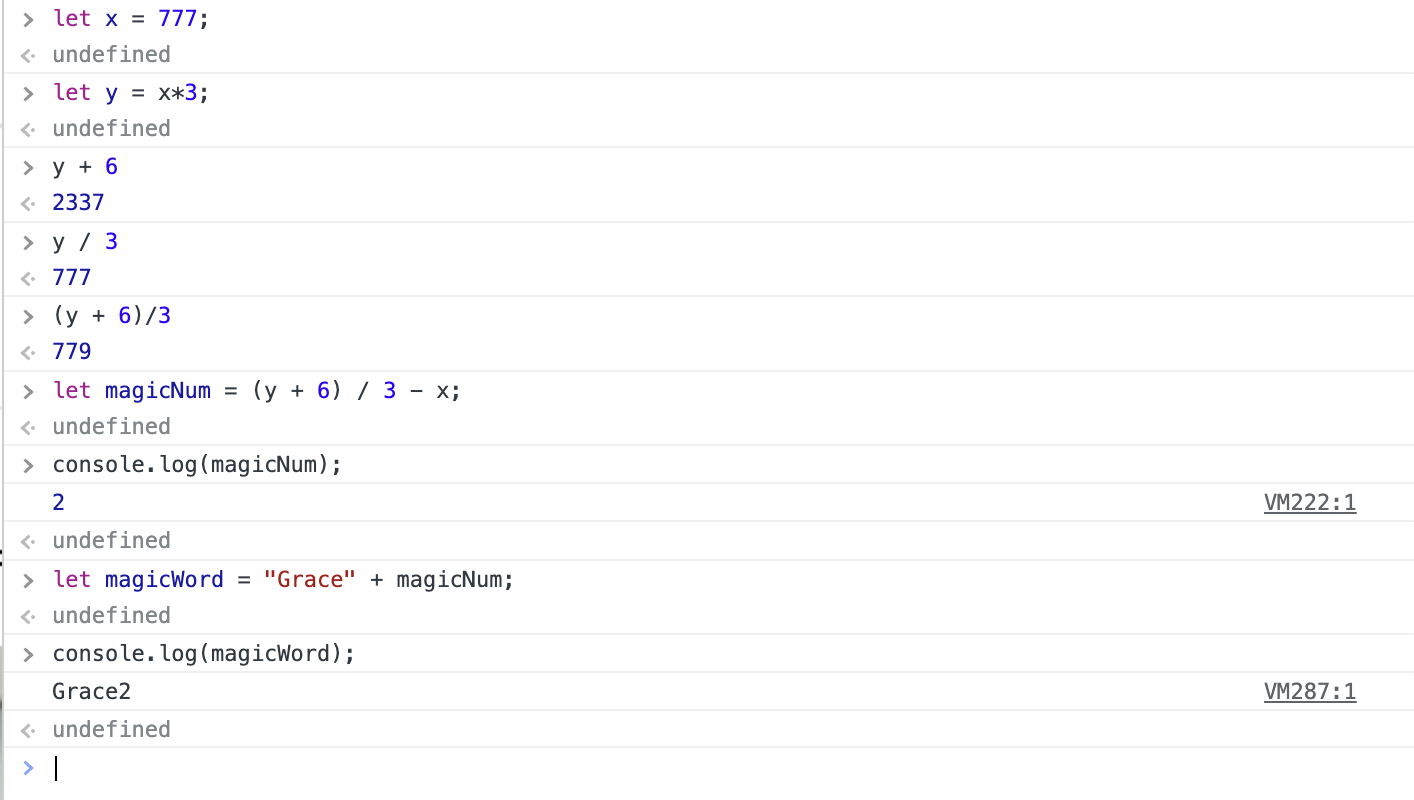 let x = 777;
undefined
let y = x*3;
undefined
y + 6
2337
y / 3
777
(y + 6)/3
779
let magicNum = (y + 6) / 3 - x;
undefined
console.log(magicNum);
2 VM222:1
undefined
let magicWord = "Grace" + magicNum;
undefined
console.log(magicWord);
Grace2 VM287:1
undefined